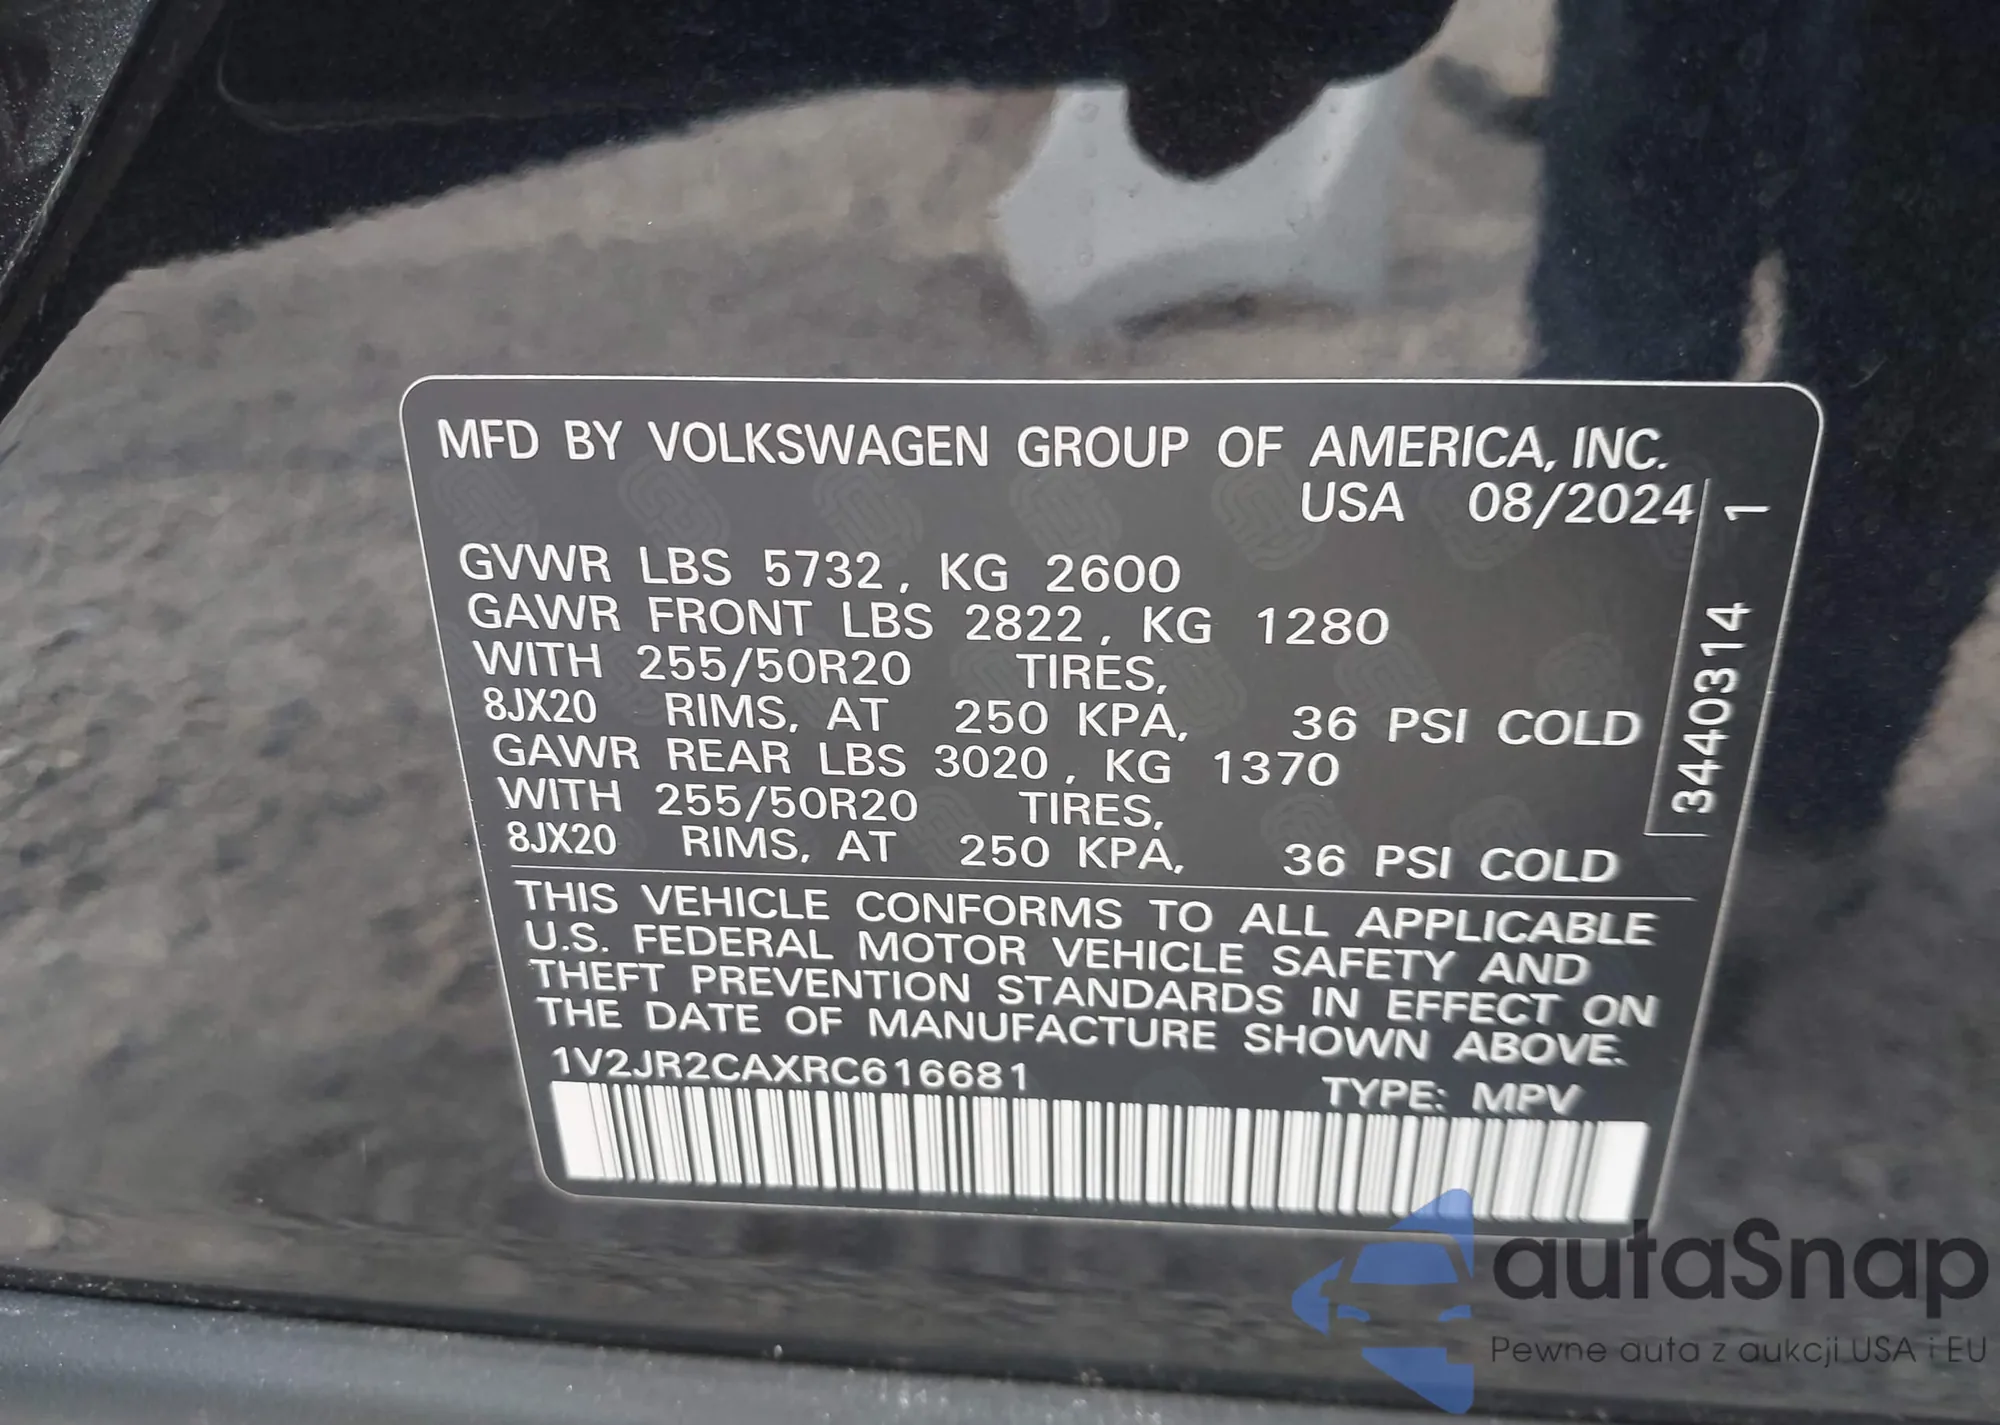 MFD BY VOLKSWAGEN GROUP OF AMERICA, INC.
USA 08/2024
GVWR LBS 5732, KG 2600
GAWR FRONT LBS 2822, KG 1280
WITH 255/50R20 TIRES,
8JX20 RIMS, AT 250 KPA, 36 PSI COLD
GAWR REAR LBS 3020, KG 1370
WITH 255/50R20 TIRES,
8JX20 RIMS, AT 250 KPA, 36 PSI COLD
34403141 1
THIS VEHICLE CONFORMS TO ALL APPLICABLE
U.S. FEDERAL MOTOR VEHICLE SAFETY AND
THEFT PREVENTION STANDARDS IN EFFECT ON
THE DATE OF MANUFACTURE SHOWN ABOVE.
1V2JR2CAXRC616681
TYPE: MPV
autaSnap
Pewne auta z aukcji USA i EU